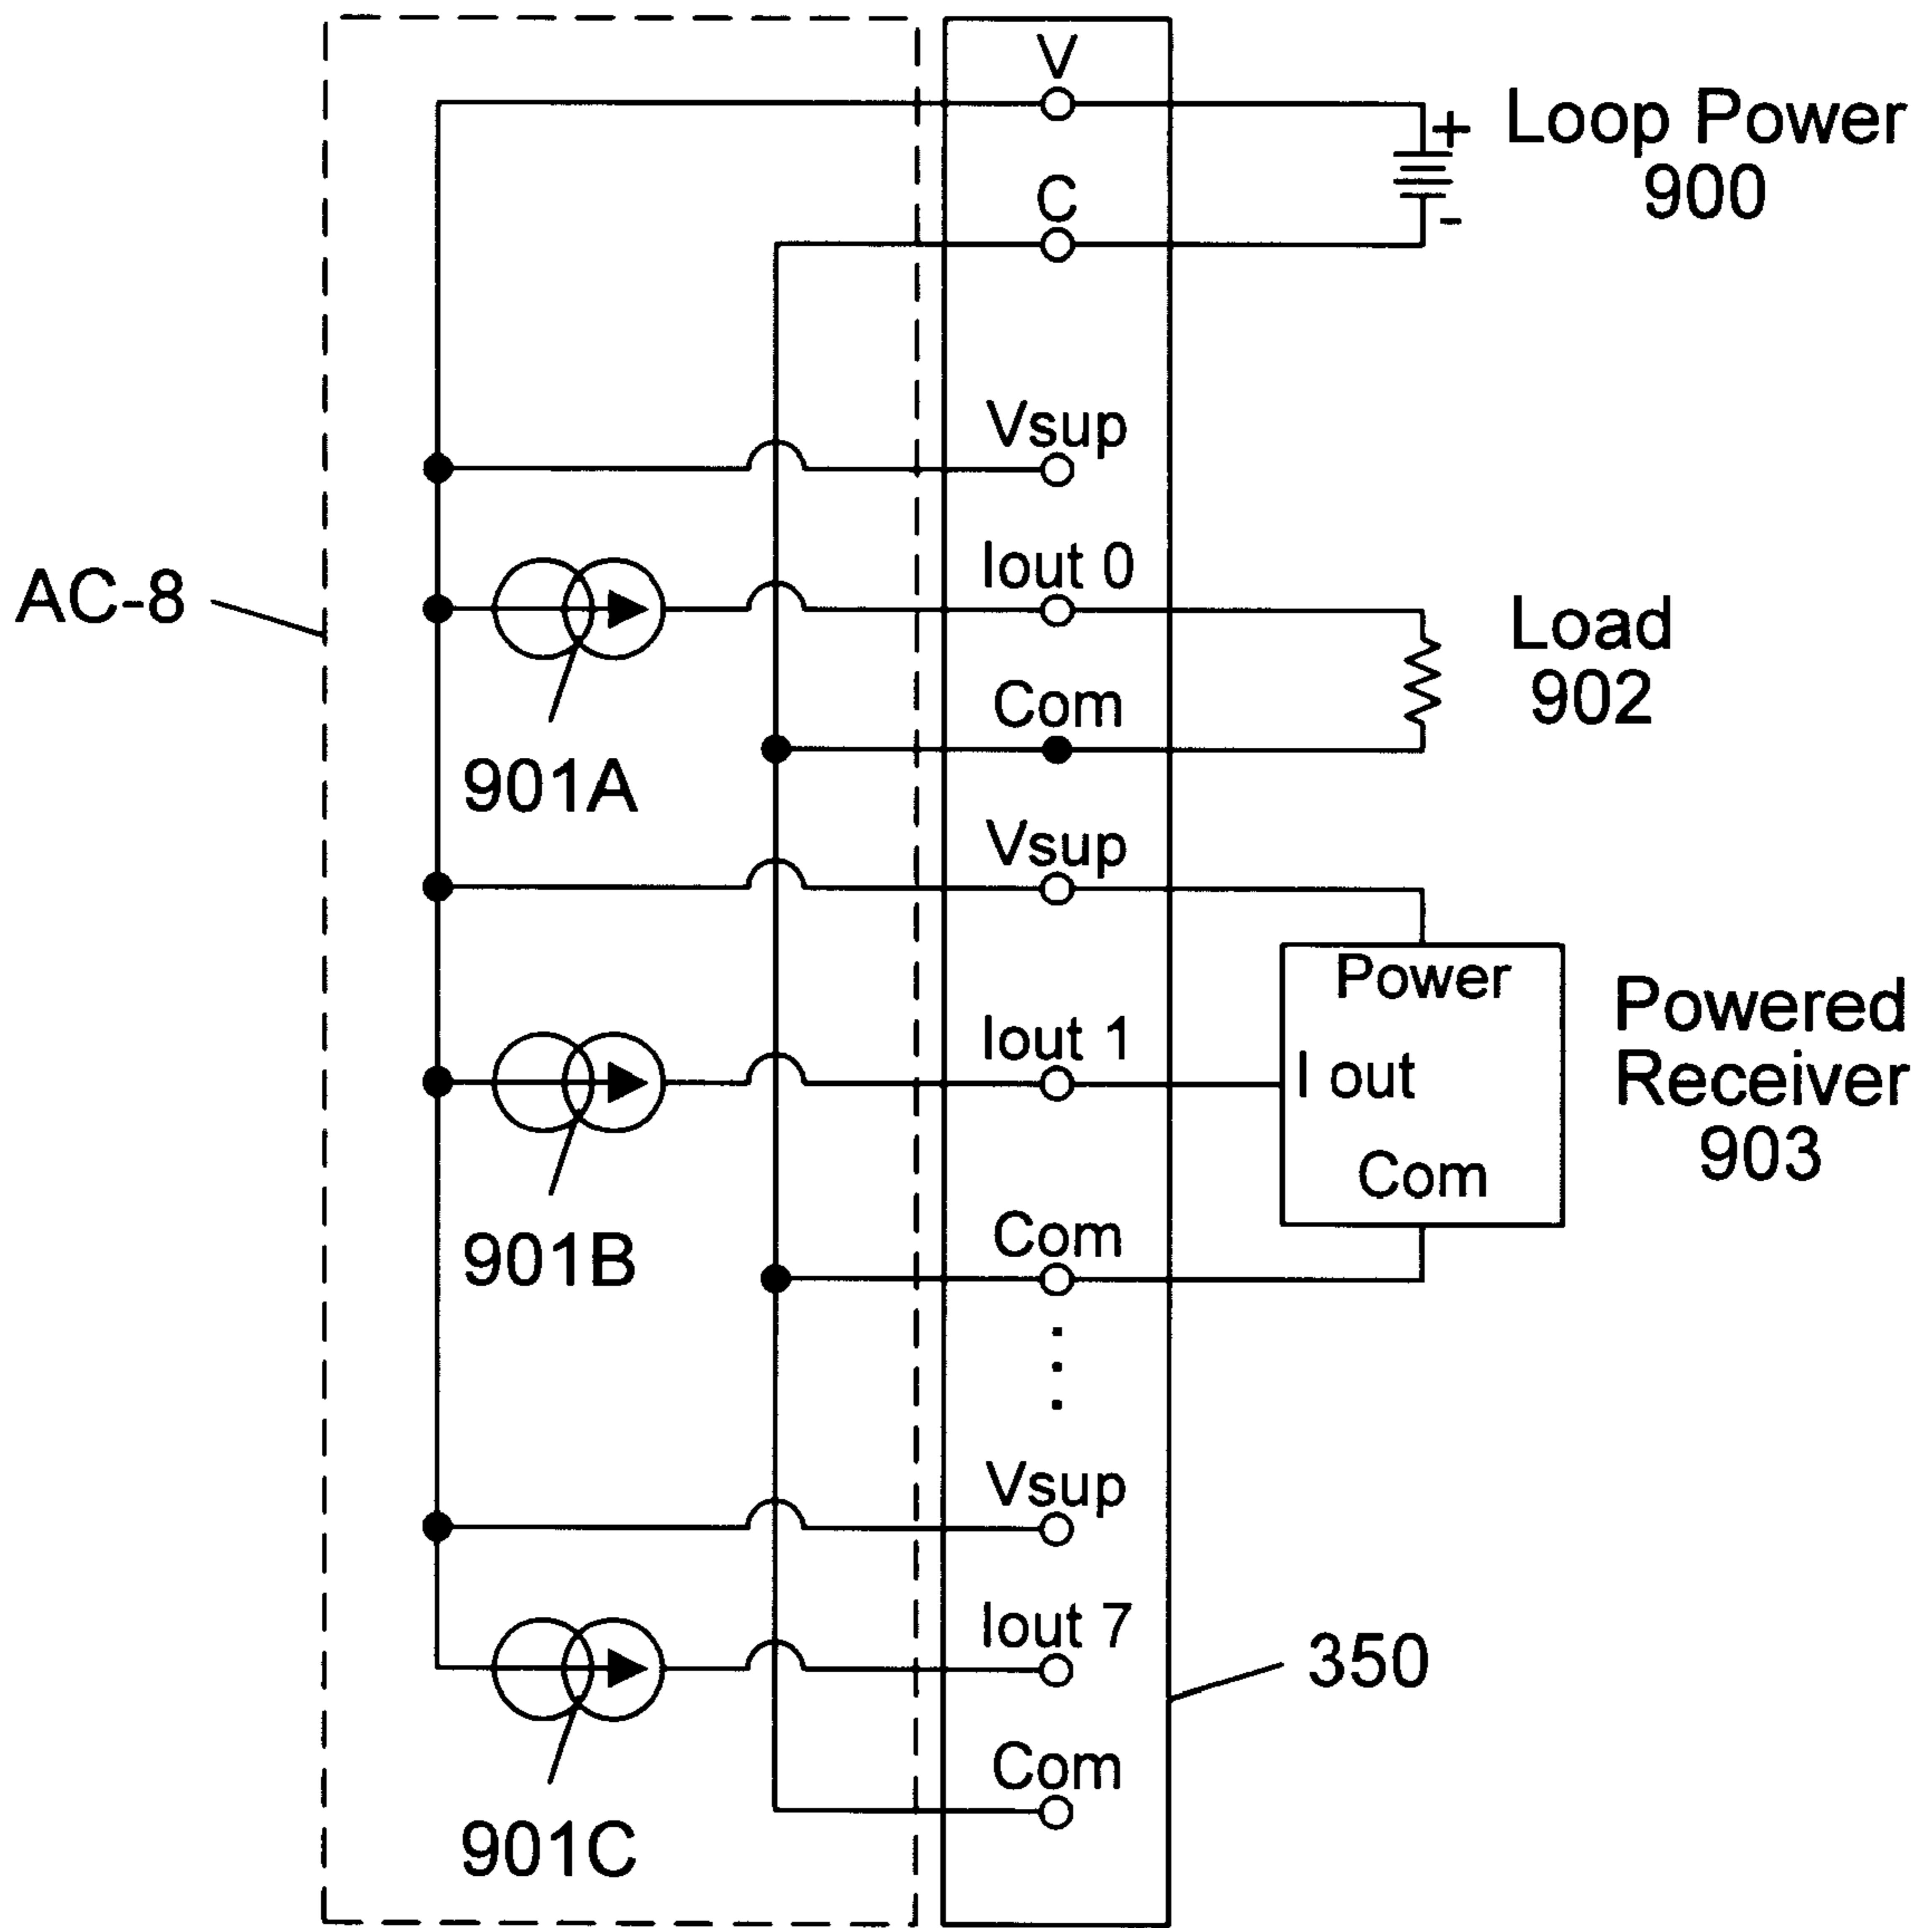 V
+
Loop Power
900
C
-
Vsup
Iout 0
AC-8
Load
902
Com
901A
Vsup
Power
Powered
Receiver
903
Iout 1
I out
Com
901B
Com
Vsup
Iout 7
350
Com
901C